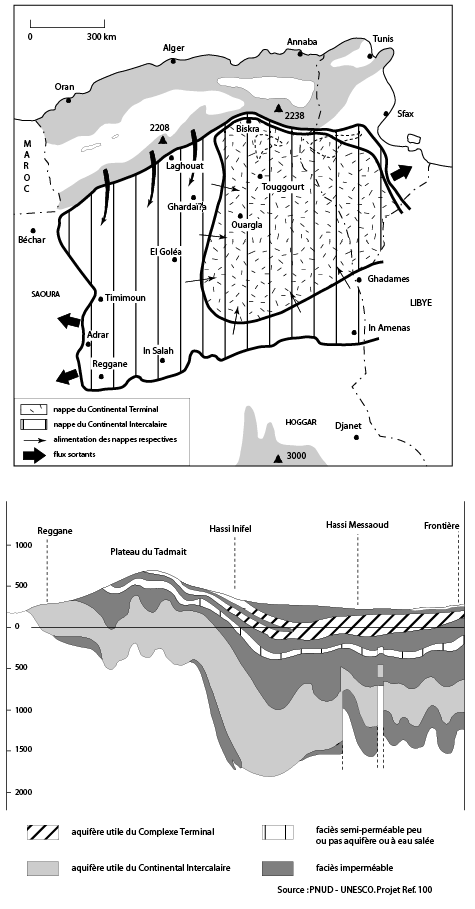 0 300 km
Alger
Annaba
Tunis
Oran
2238
Sfax
2208
Biskra
MAROC
Laghouat
Touggourt
Ghardaï?a
Ouargla
Béchar
El Goléa
Ghadames
SAOURA
Timimoun
LIBYE
Adrar
In Amenas
Reggane
In Salah
nappe du Continental Terminal
nappe du Continental Intercalaire
alimentation des nappes respectives
flux sortants
HOGGAR
Djanet
3000
Reggane
Hassi Inifel
Hassi Messaoud
Frontière
Plateau du Tadmait
1000
500
0
500
1000
1500
2000
aquifère utile du Complexe Terminal
faciès semi-perméable peu
ou pas aquifère ou à eau salée
aquifère utile du Continental Intercalaire
faciès imperméable
Source : PNUD - UNESCO. Projet Ref. 100